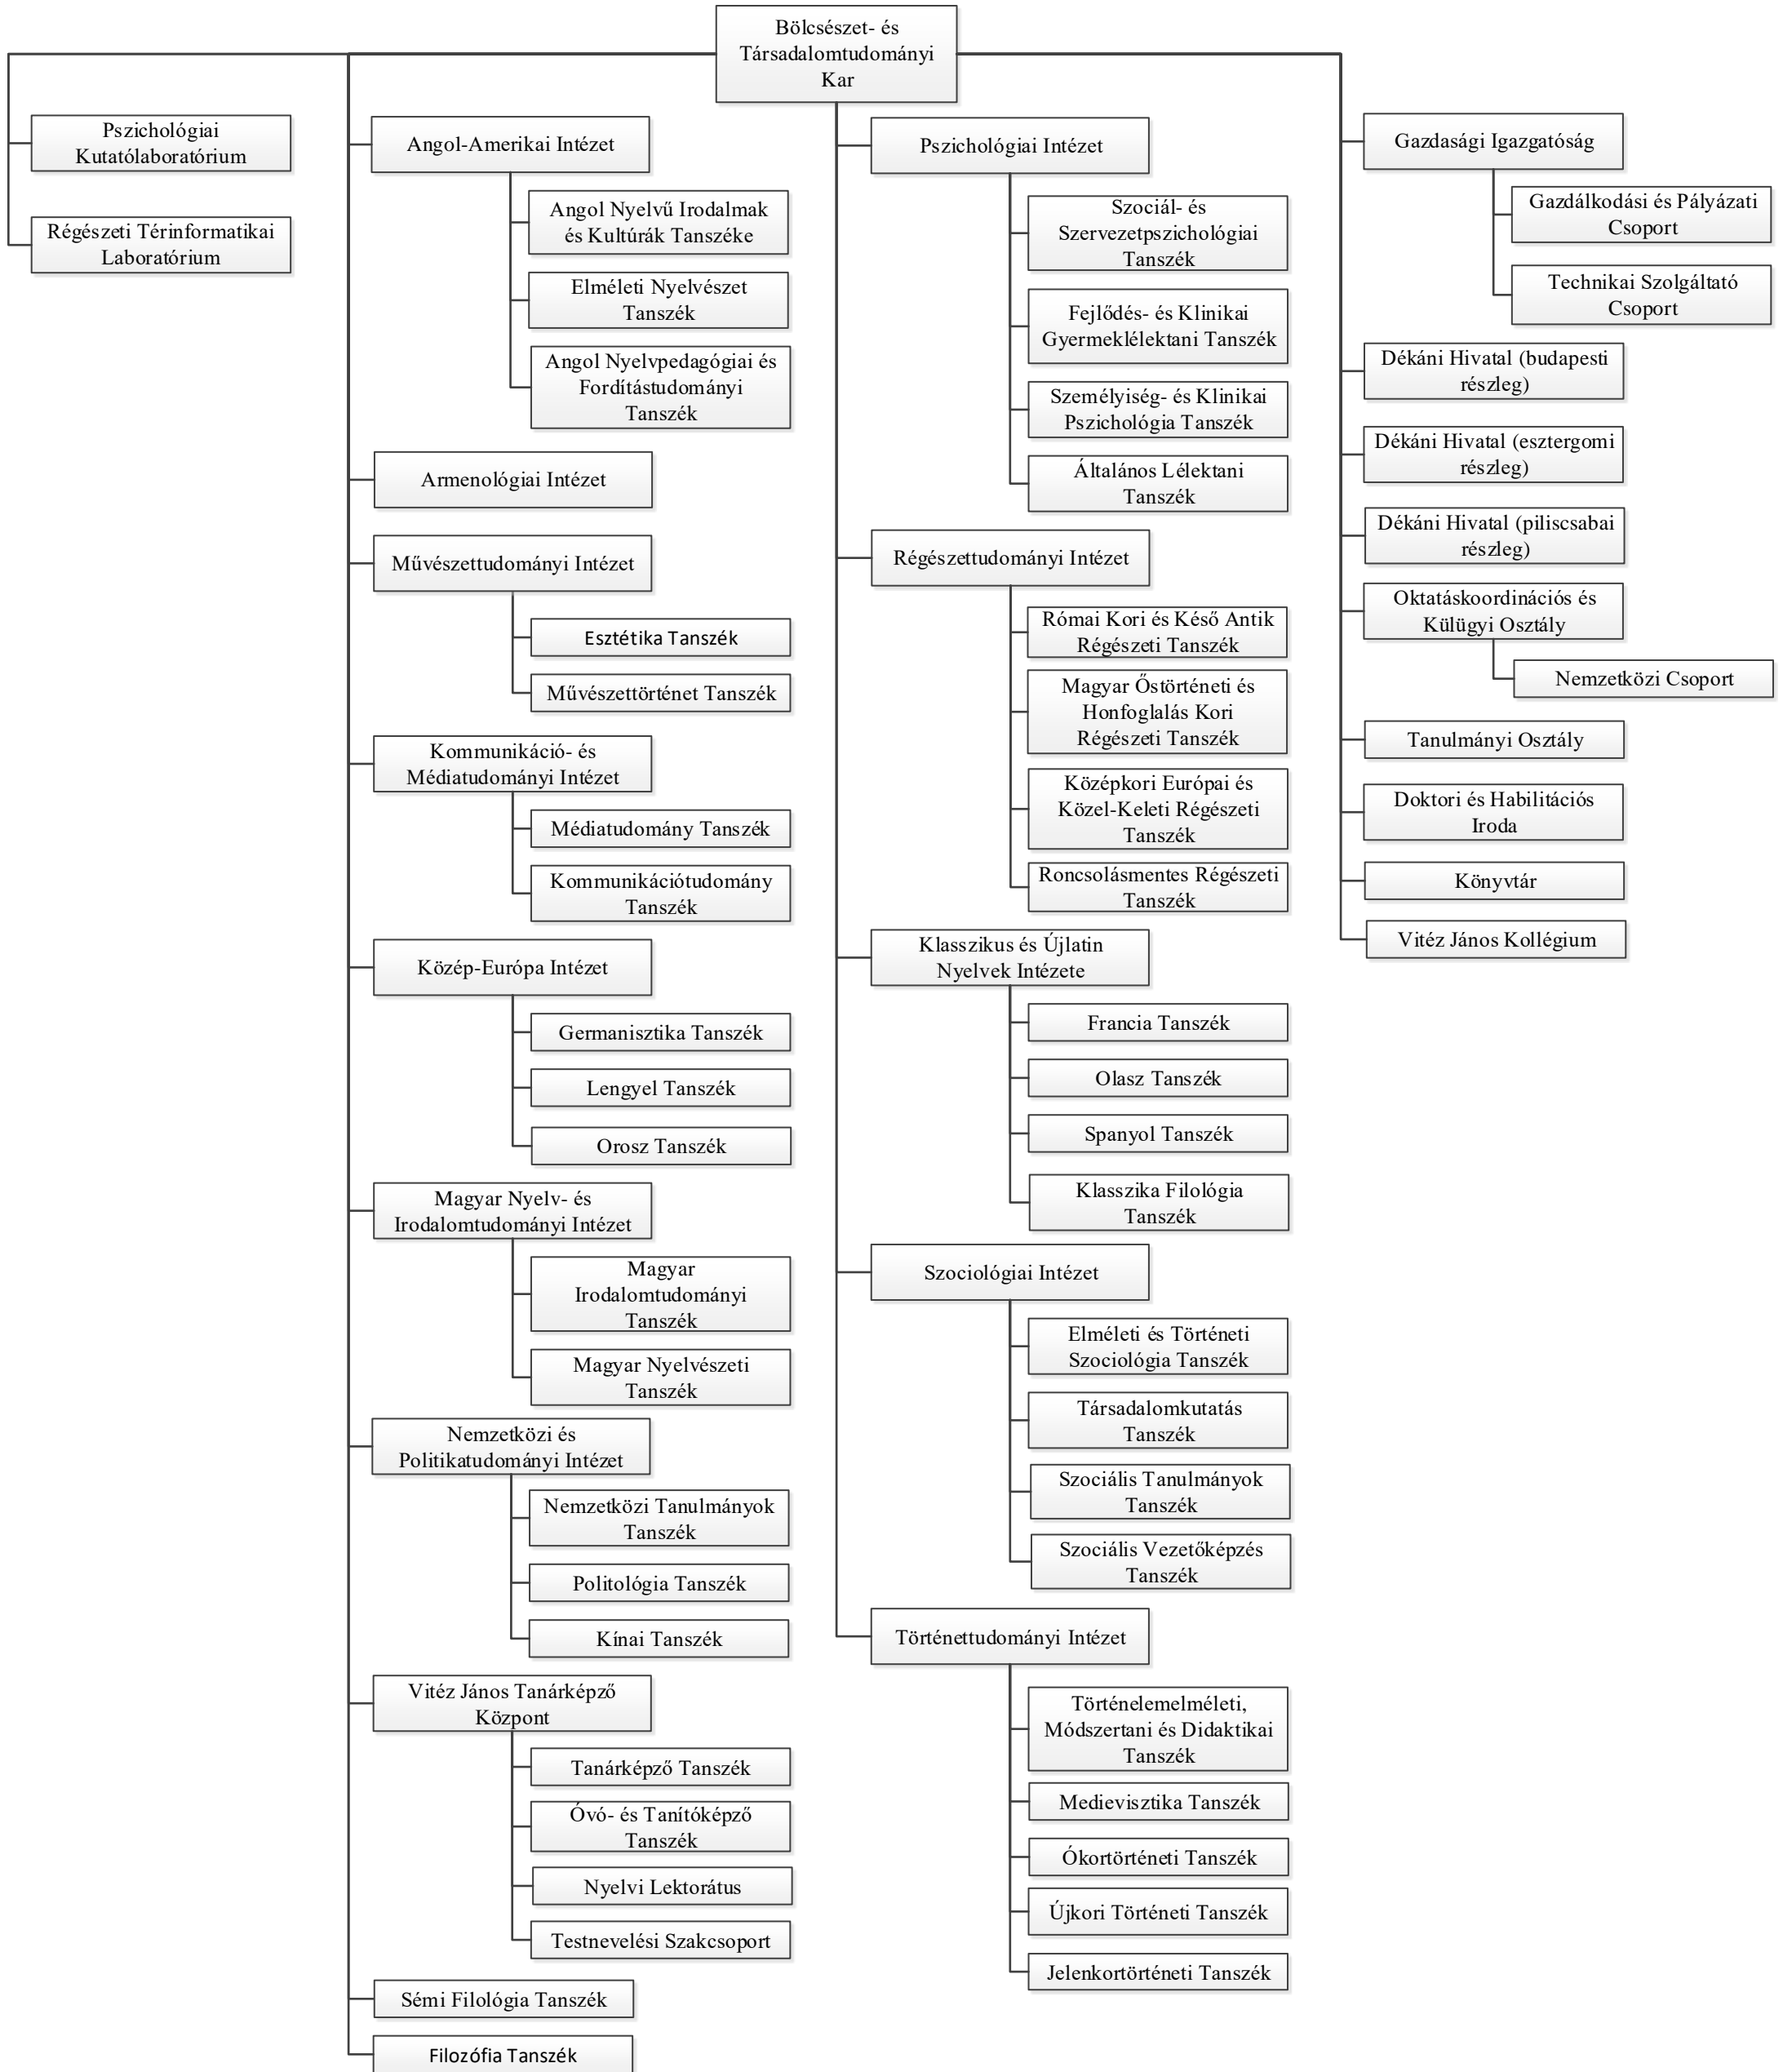 Bölcsészet- és
Társadalomtudományi
Kar
Pszichológiai
Kutatólaboratórium
Régészeti Térinformatikai
Laboratórium
Angol-Amerikai Intézet
Angol Nyelvű Irodalmak
és Kultúrák Tanszéke
Elméleti Nyelvészet
Tanszék
Angol Nyelvpedagógiai és
Fordítástudományi
Tanszék
Armenológiai Intézet
Művészettudományi Intézet
Esztétika Tanszék
Művészettörténet Tanszék
Kommunikáció- és
Médiatudományi Intézet
Médiatudomány Tanszék
Kommunikációtudomány
Tanszék
Közép-Európa Intézet
Germanisztika Tanszék
Lengyel Tanszék
Orosz Tanszék
Magyar Nyelv- és
Irodalomtudományi Intézet
Magyar
Irodalomtudományi
Tanszék
Magyar Nyelvészeti
Tanszék
Nemzetközi és
Politikatudományi Intézet
Nemzetközi Tanulmányok
Tanszék
Politológia Tanszék
Kínai Tanszék
Vitéz János Tanárképző
Központ
Tanárképző Tanszék
Óvó- és Tanítóképző
Tanszék
Nyelvi Lektorátus
Testnevelési Szakcsoport
Sémi Filológia Tanszék
Filozófia Tanszék
Pszichológiai Intézet
Szociál- és
Szervezetpszichológiai
Tanszék
Fejlődés- és Klinikai
Gyermeklélektani Tanszék
Személyiség- és Klinikai
Pszichológia Tanszék
Általános Lélektani
Tanszék
Régészettudományi Intézet
Római Kori és Késő Antik
Régészeti Tanszék
Magyar Őstörténeti és
Honfoglalás Kori
Régészeti Tanszék
Középkori Európai és
Közel-Keleti Régészeti
Tanszék
Roncsolásmentes Régészeti
Tanszék
Klasszikus és Újlatin
Nyelvek Intézete
Francia Tanszék
Olasz Tanszék
Spanyol Tanszék
Klasszika Filológia
Tanszék
Szociológiai Intézet
Elméleti és Történeti
Szociológia Tanszék
Társadalomkutatás
Tanszék
Szociális Tanulmányok
Tanszék
Szociális Vezetőképzés
Tanszék
Történettudományi Intézet
Történelemelméleti,
Módszertani és Didaktikai
Tanszék
Medievisztika Tanszék
Ókortörténeti Tanszék
Újkori Történeti Tanszék
Jelenkortörténeti Tanszék
Gazdasági Igazgatóság
Gazdálkodási és Pályázati
Csoport
Technikai Szolgáltató
Csoport
Dékáni Hivatal (budapesti
részleg)
Dékáni Hivatal (esztergomi
részleg)
Dékáni Hivatal (piliscsabai
részleg)
Oktatáskoordinációs és
Külügyi Osztály
Nemzetközi Csoport
Tanulmányi Osztály
Doktori és Habilitációs
Iroda
Könyvtár
Vitéz János Kollégium